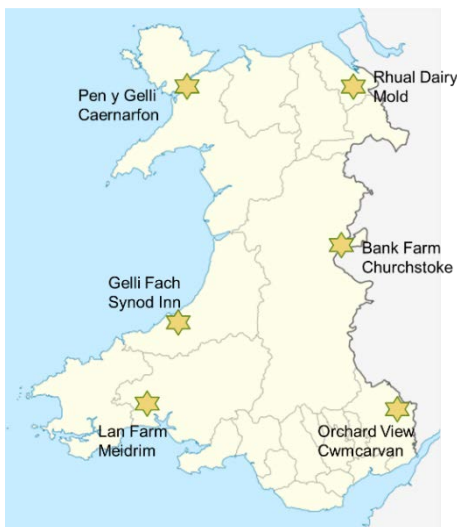 Rhual Dairy
Mold
Pen y Gelli
Caernarfon
Bank Farm
Churchstoke
Gelli Fach
Synod Inn
Lan Farm
Meidrim
Orchard View
Cwmcarvan